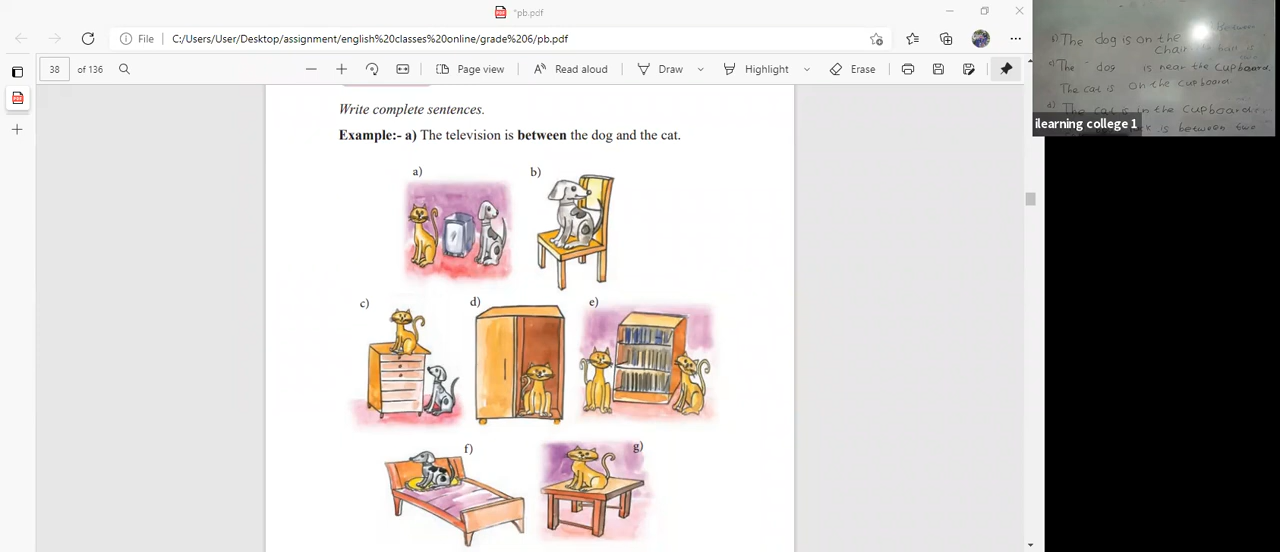 *pb.pdf
File C:/Users/User/Desktop/assignment/english%20classes%20online/grade%206/pb.pdf
38 of 136 Page view Read aloud Draw Highlight Erase
Write complete sentences.
Example:- a) The television is between the dog and the cat.
a) b)
c) d) e)
f) g)
between
b) The dog is on the
chair
c) The dog is near the cupboard.
The cat is on the cupboard
d) The cat is in the cupboard
is between two
ilearning college 1